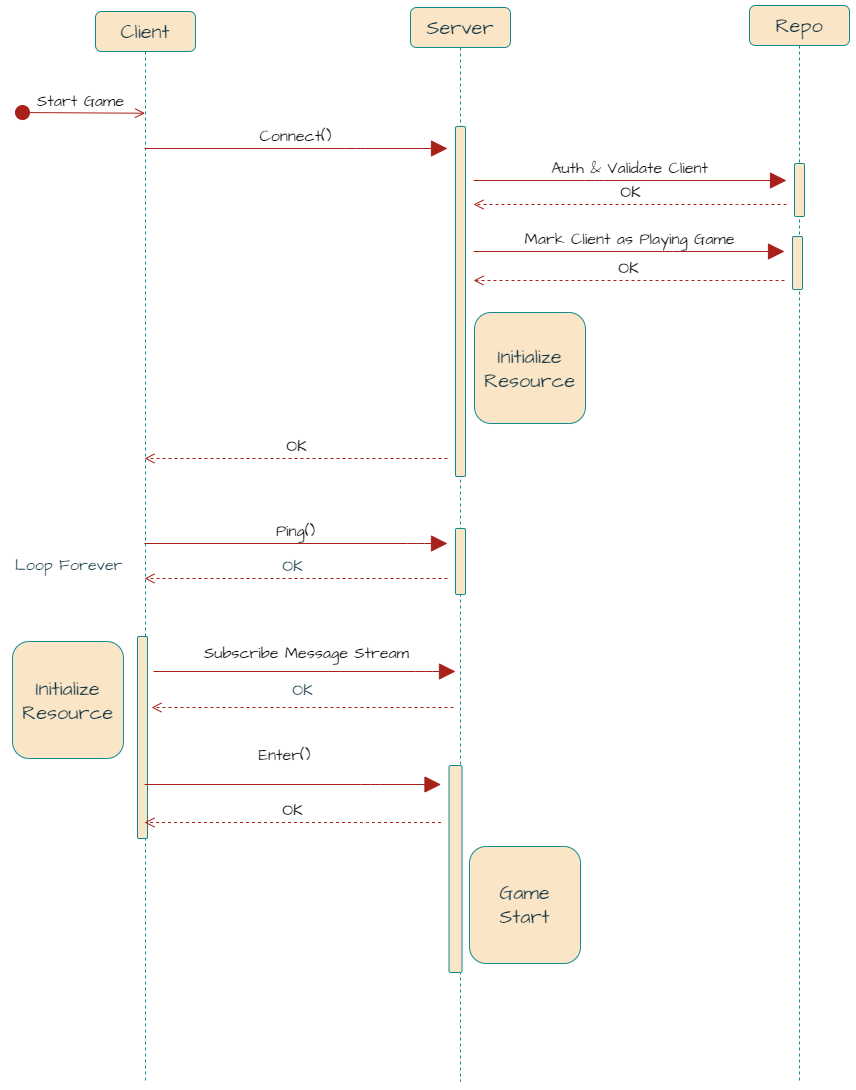 Client
Server
Repo
Start Game
Connect()
Auth & Validate Client
OK
Mark Client as Playing Game
OK
Initialize
Resource
OK
Ping()
Loop Forever
OK
Subscribe Message Stream
Initialize
Resource
OK
Enter()
OK
Game
Start